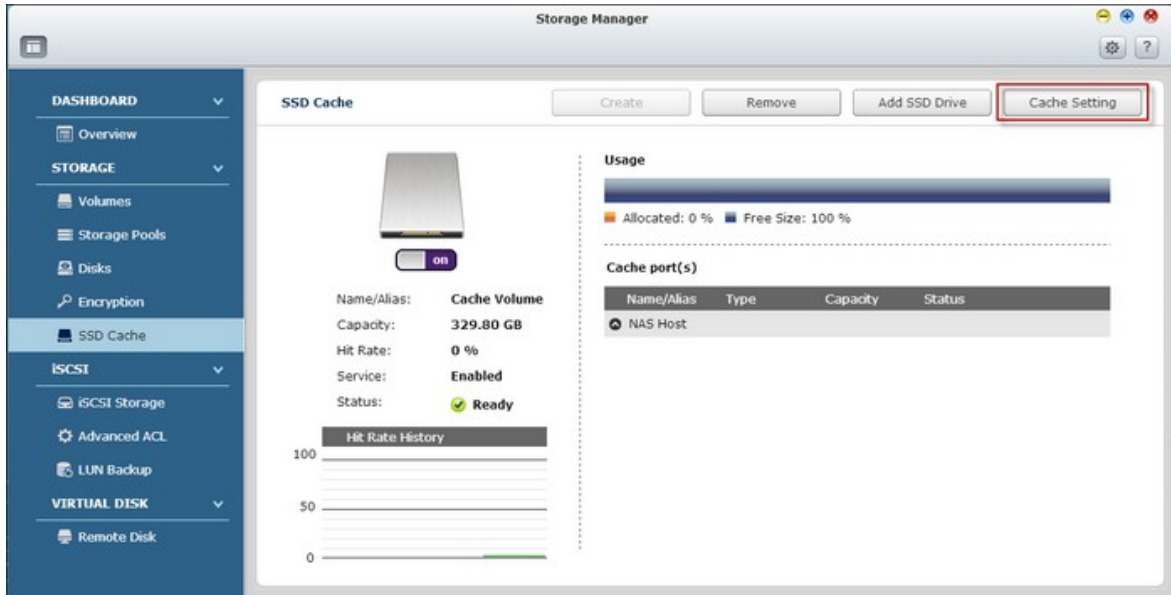 Storage Manager
?
DASHBOARD
Overview
STORAGE
Volumes
Storage Pools
Disks
Encryption
SSD Cache
iSCSI
iSCSI Storage
Advanced ACL
LUN Backup
VIRTUAL DISK
Remote Disk
SSD Cache
Create Remove Add SSD Drive Cache Setting
on
Name/Alias: Cache Volume
Capacity: 329.80 GB
Hit Rate: 0 %
Service: Enabled
Status: Ready
Hit Rate History
100
50
0
Usage
Allocated: 0 % Free Size: 100 %
Cache port(s)
Name/Alias Type Capacity Status
NAS Host